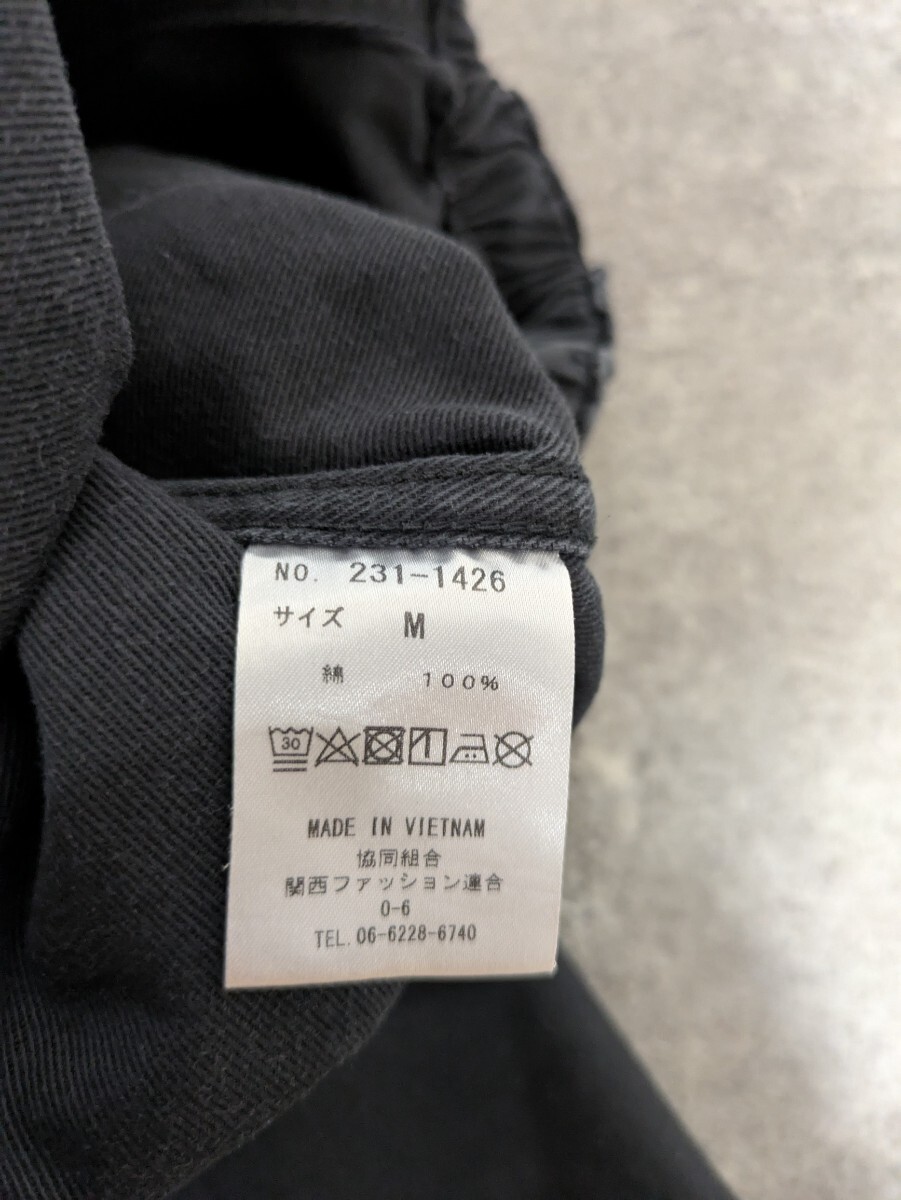 NO. 231-1426
サイズ M
綿 100%
30
MADE IN VIETNAM
協同組合
関西ファッション連合
0-6
TEL. 06-6228-6740